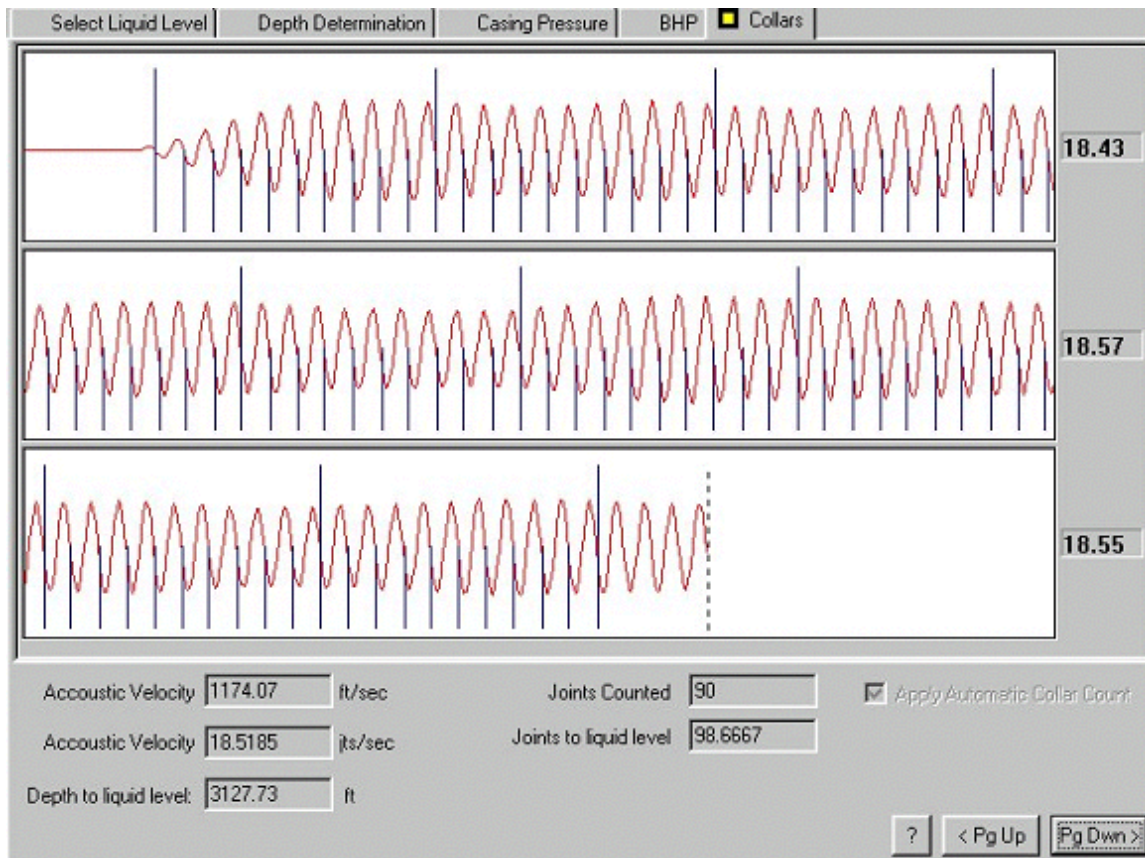 Select Liquid Level Depth Determination Casing Pressure BHP Collars
18.43
18.57
18.55
Accoustic Velocity 1174.07 ft/sec Joints Counted 90 Apply Automatic Collar Count
Accoustic Velocity 18.5185 jts/sec Joints to liquid level 98.6667
Depth to liquid level: 3127.73 ft
? < Pg Up Pg Dwn >